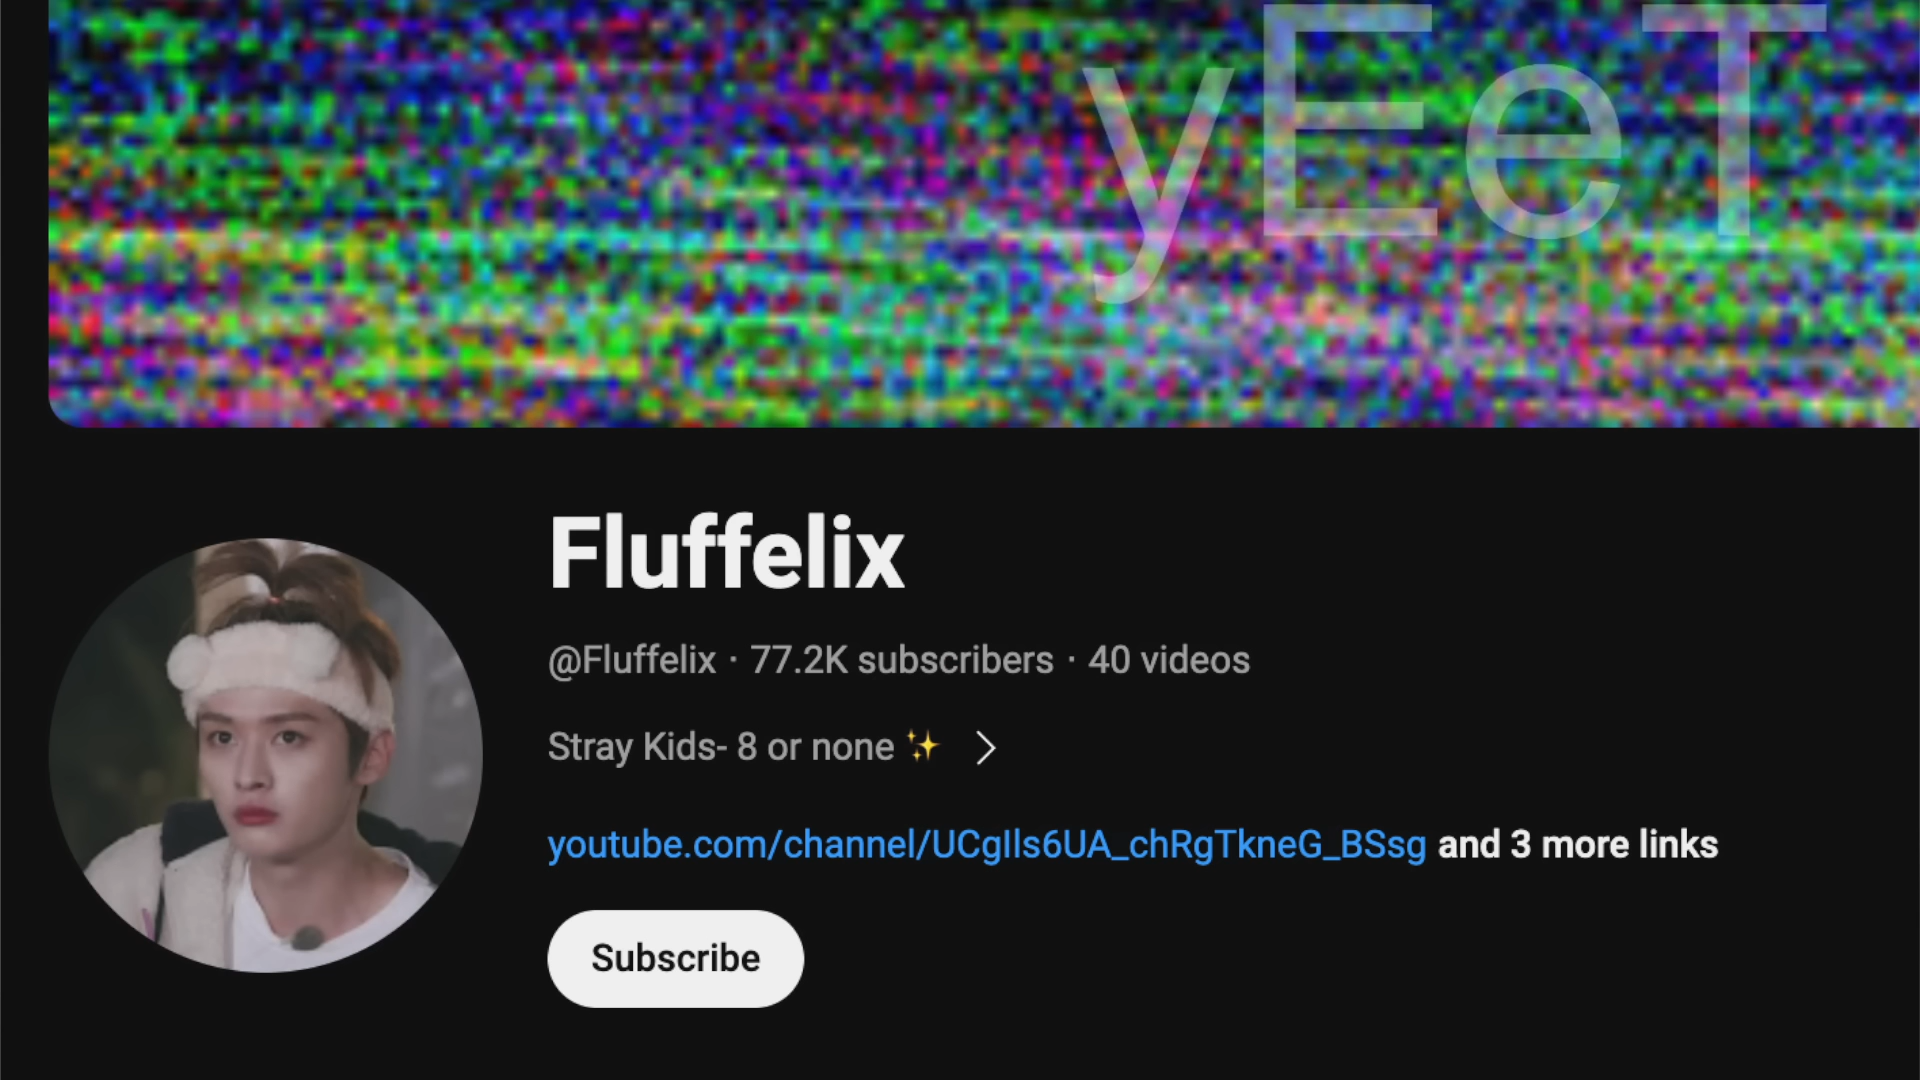 yEeT
Fluffelix
@Fluffelix · 77.2K subscribers · 40 videos
Stray Kids- 8 or none ✨
youtube.com/channel/UCgIls6UA_chRgTkneG_BSsg and 3 more links
Subscribe